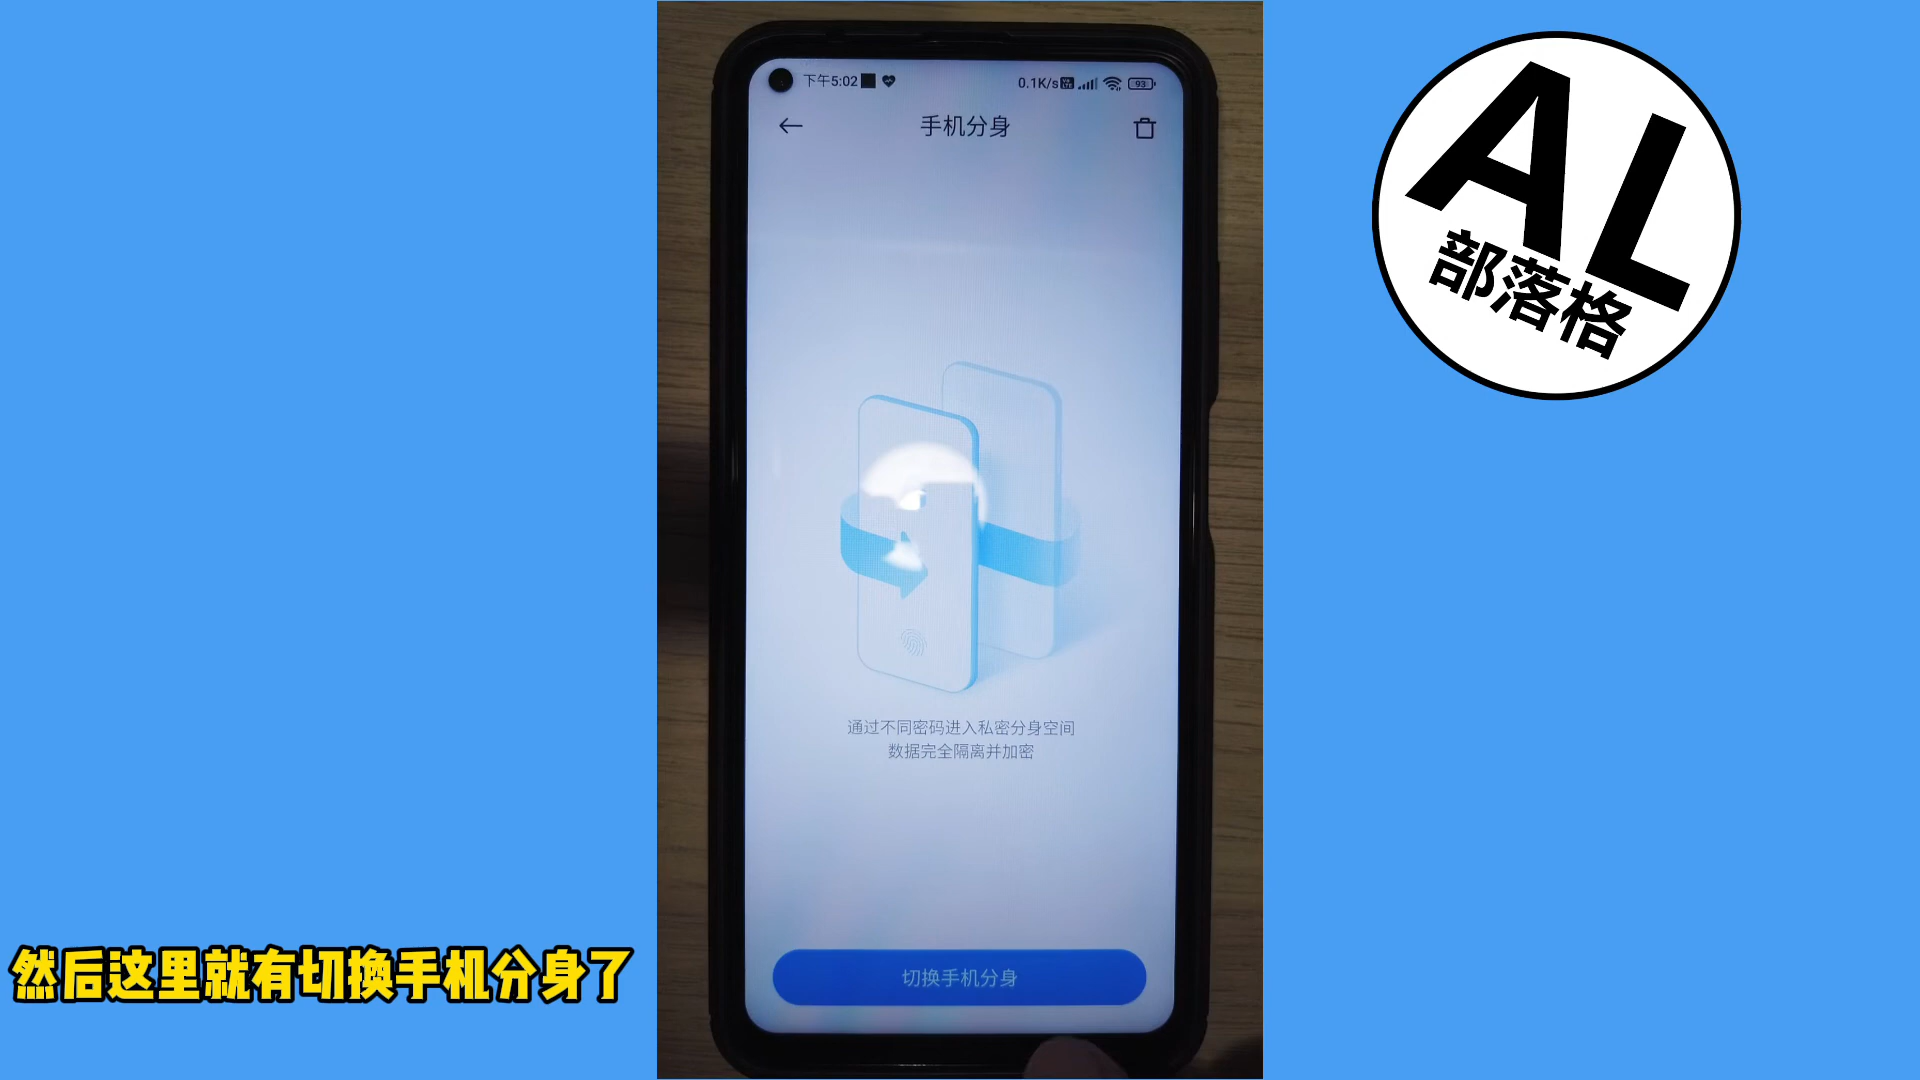 下午5:02
0.1K/s
93
手机分身
通过不同密码进入私密分身空间
数据完全隔离并加密
切换手机分身
AL
部落格
然后这里就有切换手机分身了